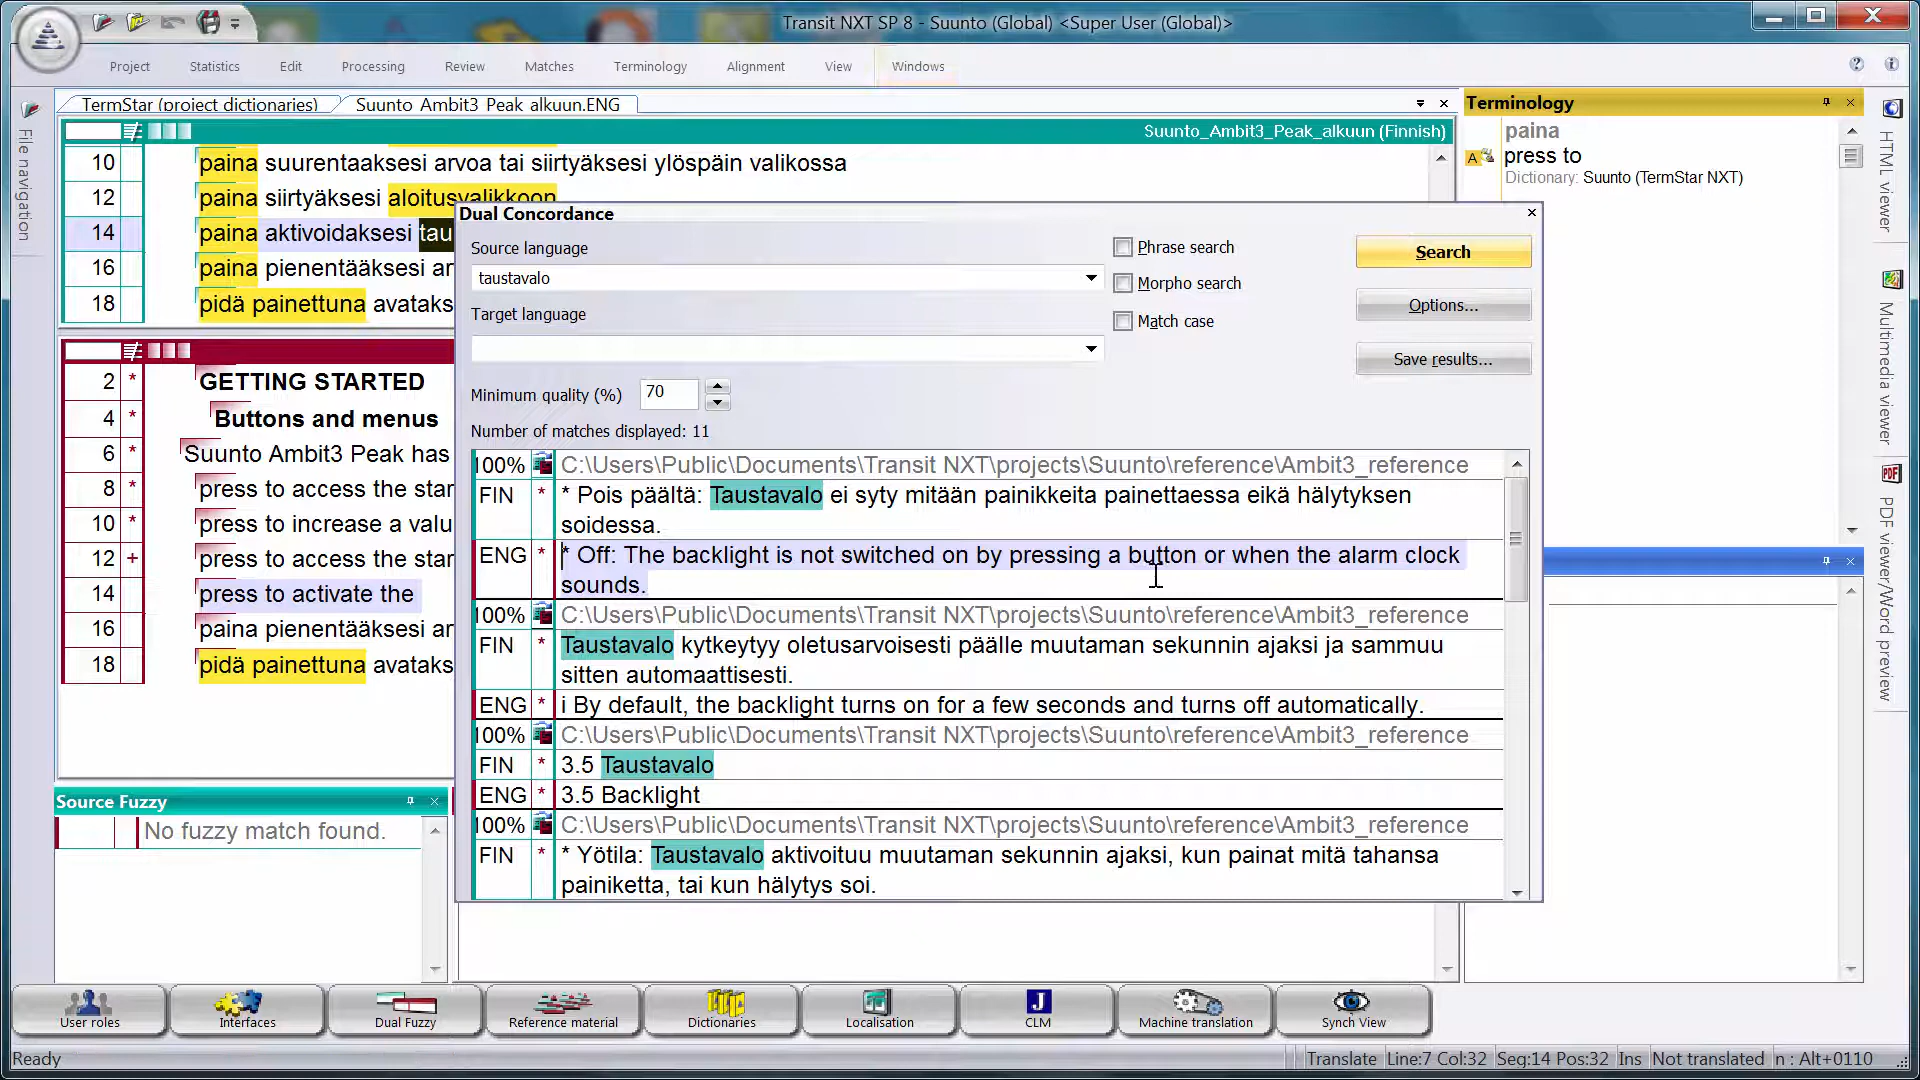 Transit NXT SP 8 - Suunto (Global) <Super User (Global)>
Project Statistics Edit Processing Review Matches Terminology Alignment View Windows
File navigation
TermStar (project dictionaries) Suunto Ambit3 Peak alkuun.ENG
Suunto_Ambit3_Peak_alkuun (Finnish)
10 paina suurentaaksesi arvoa tai siirtyäksesi ylöspäin valikossa
12 paina siirtyäksesi aloitusvalikkoon
14 paina aktivoidaksesi tau
16 paina pienentääksesi ar
18 pidä painettuna avataks
2 * GETTING STARTED
4 * Buttons and menus
6 * Suunto Ambit3 Peak has
8 * press to access the star
10 * press to increase a valu
12 + press to access the star
14 press to activate the
16 paina pienentääksesi ar
18 pidä painettuna avataks
Source Fuzzy
No fuzzy match found.
Dual Concordance
Source language
taustavalo
Target language
Minimum quality (%) 70
Number of matches displayed: 11
Phrase search
Morpho search
Match case
Search
Options...
Save results...
100% C:\Users\Public\Documents\Transit NXT\projects\Suunto\reference\Ambit3_reference
FIN * * Pois päältä: Taustavalo ei syty mitään painikkeita painettaessa eikä hälytyksen
soidessa.
ENG * * Off: The backlight is not switched on by pressing a button or when the alarm clock
sounds.
100% C:\Users\Public\Documents\Transit NXT\projects\Suunto\reference\Ambit3_reference
FIN * Taustavalo kytkeytyy oletusarvoisesti päälle muutaman sekunnin ajaksi ja sammuu
sitten automaattisesti.
ENG * i By default, the backlight turns on for a few seconds and turns off automatically.
100% C:\Users\Public\Documents\Transit NXT\projects\Suunto\reference\Ambit3_reference
FIN * 3.5 Taustavalo
ENG * 3.5 Backlight
100% C:\Users\Public\Documents\Transit NXT\projects\Suunto\reference\Ambit3_reference
FIN * * Yötila: Taustavalo aktivoituu muutaman sekunnin ajaksi, kun painat mitä tahansa
painiketta, tai kun hälytys soi.
Terminology
paina
press to
Dictionary: Suunto (TermStar NXT)
HTML viewer
Multimedia viewer
PDF viewer/Word preview
User roles Interfaces Dual Fuzzy Reference material Dictionaries Localisation CLM Machine translation Synch View
Ready Translate Line:7 Col:32 Seg:14 Pos:32 Ins Not translated n : Alt+0110